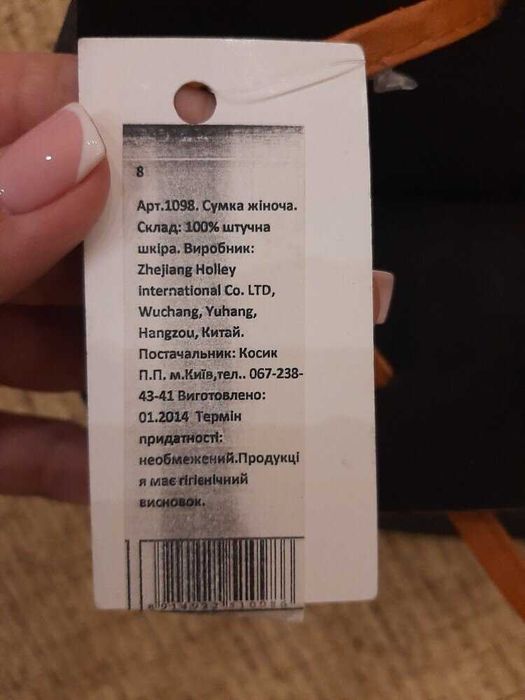 8
Арт.1098. Сумка жіноча.
Склад: 100% штучна
шкіра. Виробник:
Zhejiang Holley
international Co. LTD,
Wuchang, Yuhang,
Hangzou, Китай.
Постачальник: Косик
П.П. м.Київ,тел.. 067-238-
43-41 Виготовлено:
01.2014 Термін
придатності:
необмежений.Продукці
я має гігієнічний
висновок.